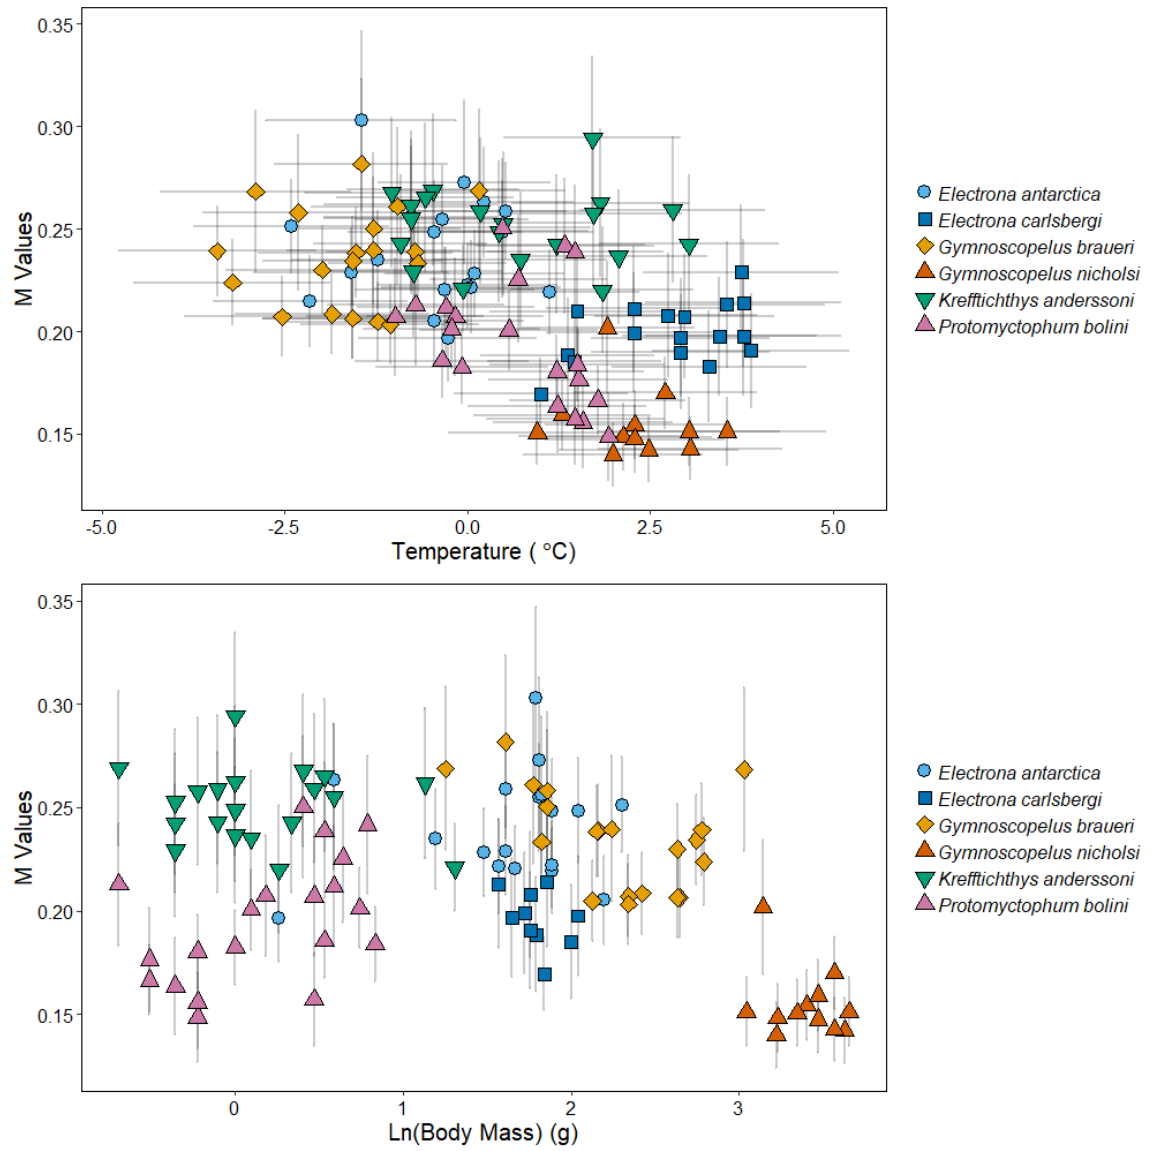 0.35
0.30
0.25
0.20
0.15
M Values
-5.0 -2.5 0.0 2.5 5.0
Temperature ( °C)
Electrona antarctica
Electrona carlsbergi
Gymnoscopelus braueri
Gymnoscopelus nicholsi
Krefftichthys anderssoni
Protomyctophum bolini
0.35
0.30
0.25
0.20
0.15
M Values
0 1 2 3
Ln(Body Mass) (g)
Electrona antarctica
Electrona carlsbergi
Gymnoscopelus braueri
Gymnoscopelus nicholsi
Krefftichthys anderssoni
Protomyctophum bolini